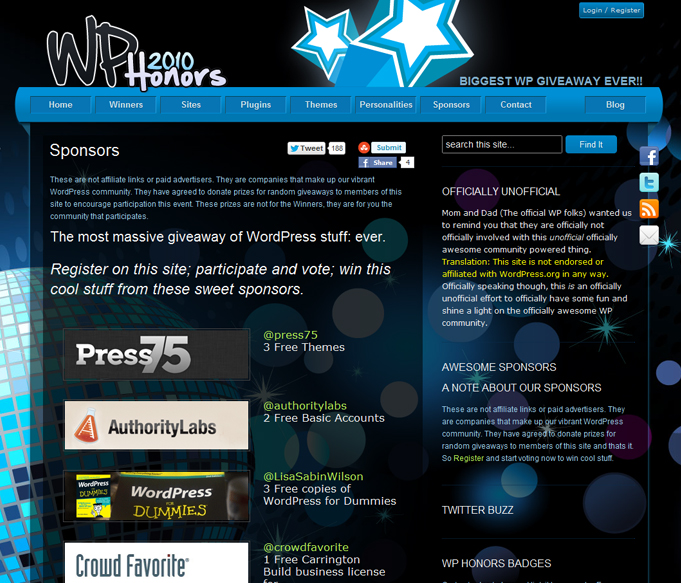 Login / Register
WP 2010 Honors
BIGGEST WP GIVEAWAY EVER!!
Home Winners Sites Plugins Themes Personalities Sponsors Contact Blog
Sponsors
Tweet 188
Submit
Share 4
These are not affiliate links or paid advertisers. They are companies that make up our vibrant
WordPress community. They have agreed to donate prizes for random giveaways to members of this
site to encourage participation this event. These prizes are not for the Winners, they are for you the
community that participates.
The most massive giveaway of WordPress stuff: ever.
Register on this site; participate and vote; win this
cool stuff from these sweet sponsors.
Press75
@press75
3 Free Themes
AuthorityLabs
@authoritylabs
2 Free Basic Accounts
WordPress
FOR
DUMMIES
WordPress
FOR
DUMMIES
@LisaSabinWilson
3 Free copies of
WordPress for Dummies
Crowd Favorite
@crowdfavorite
1 Free Carrington
Build business license
for
search this site...
Find It
OFFICIALLY UNOFFICIAL
Mom and Dad (The official WP folks) wanted us
to remind you that they are officially not
officially involved with this unofficial officially
awesome community powered thing.
Translation: This site is not endorsed or
affiliated with WordPress.org in any way.
Officially speaking though, this is an officially
unofficial effort to officially have some fun and
shine a light on the officially awesome WP
community.
AWESOME SPONSORS
A NOTE ABOUT OUR SPONSORS
These are not affiliate links or paid advertisers. They
are companies that make up our vibrant WordPress
community. They have agreed to donate prizes for
random giveaways to members of this site and thats it.
So Register and start voting now to win cool stuff.
TWITTER BUZZ
WP HONORS BADGES